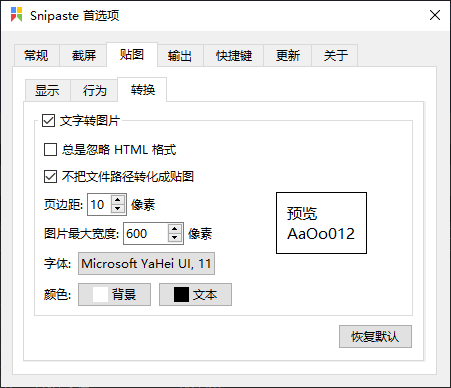 Snipaste 首选项
常规 截屏 贴图 输出 快捷键 更新 关于
显示 行为 转换
文字转图片
总是忽略 HTML 格式
不把文件路径转化成贴图
页边距: 10 像素
图片最大宽度: 600 像素
字体: Microsoft YaHei UI, 11
颜色: 背景 文本
预览
AaOo012
恢复默认